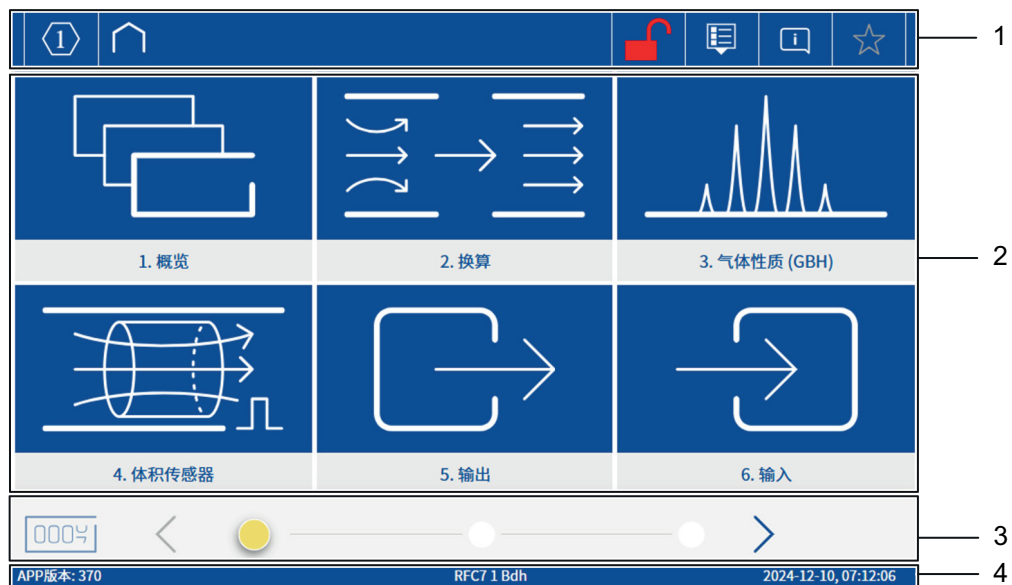 1
1
1. 概览
2. 换算
3. 气体性质 (GBH)
2
4. 体积传感器
5. 输出
6. 输入
3
APP版本: 370
RFC7 1 Bdh
2024-12-10, 07:12:06
4